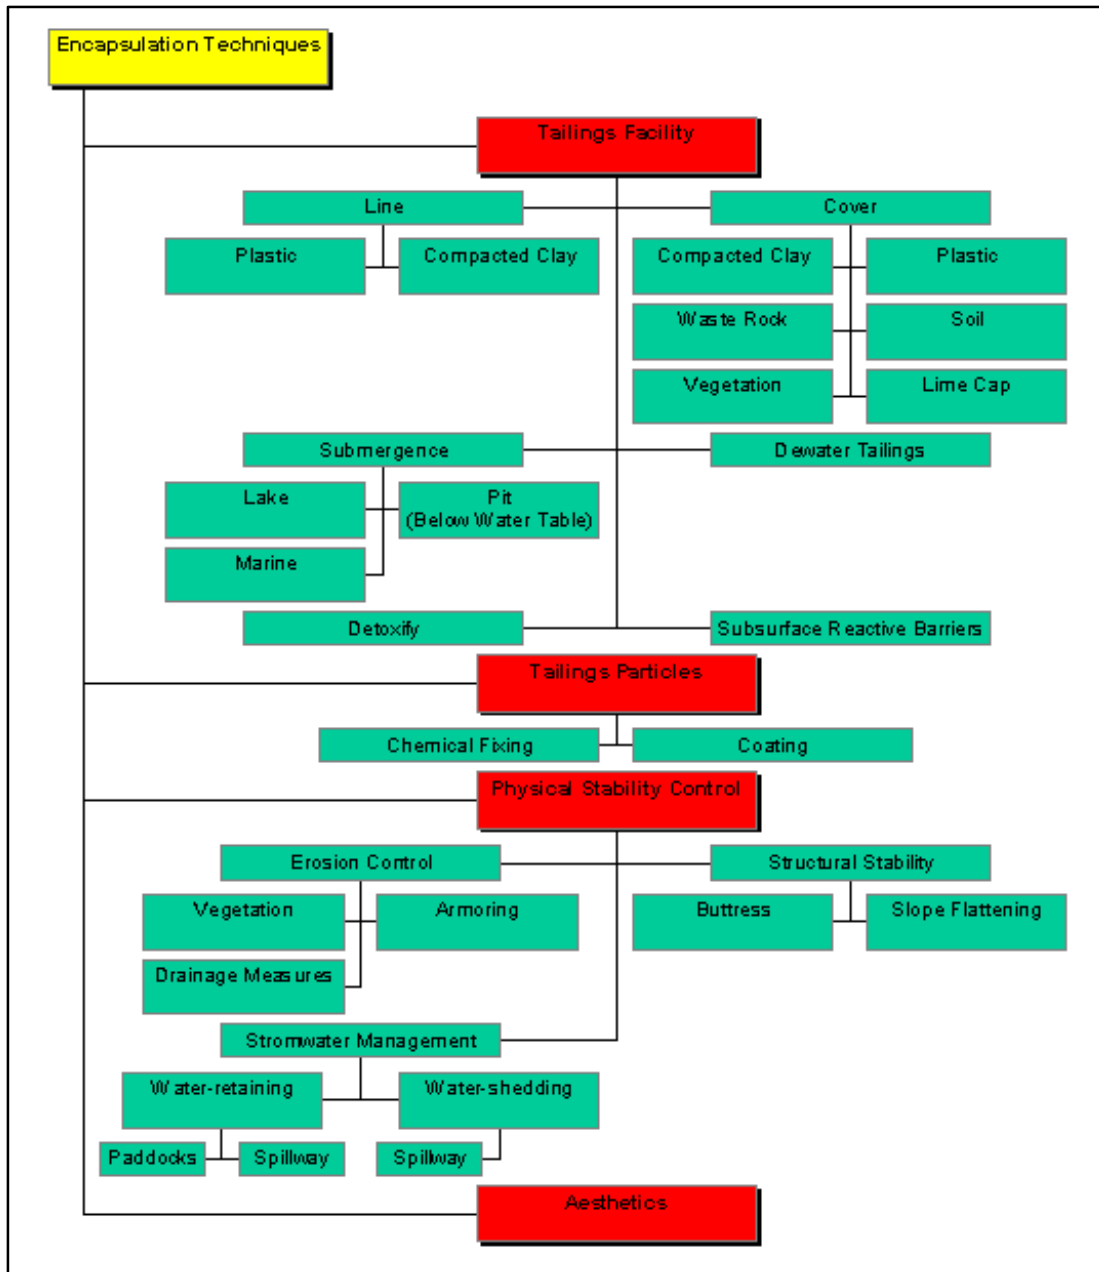 Encapsulation Techniques
Tailings Facility
Line
Cover
Plastic
Compacted Clay
Compacted Clay
Plastic
Waste Rock
Soil
Vegetation
Lime Cap
Submergence
Dewater Tailings
Lake
Pit
(Below Water Table)
Marine
Detoxify
Subsurface Reactive Barriers
Tailings Particles
Chemical Fixing
Coating
Physical Stability Control
Erosion Control
Structural Stability
Vegetation
Armoring
Buttress
Slope Flattening
Drainage Measures
Stromwater Management
Water-retaining
Water-shedding
Paddocks
Spillway
Spillway
Aesthetics